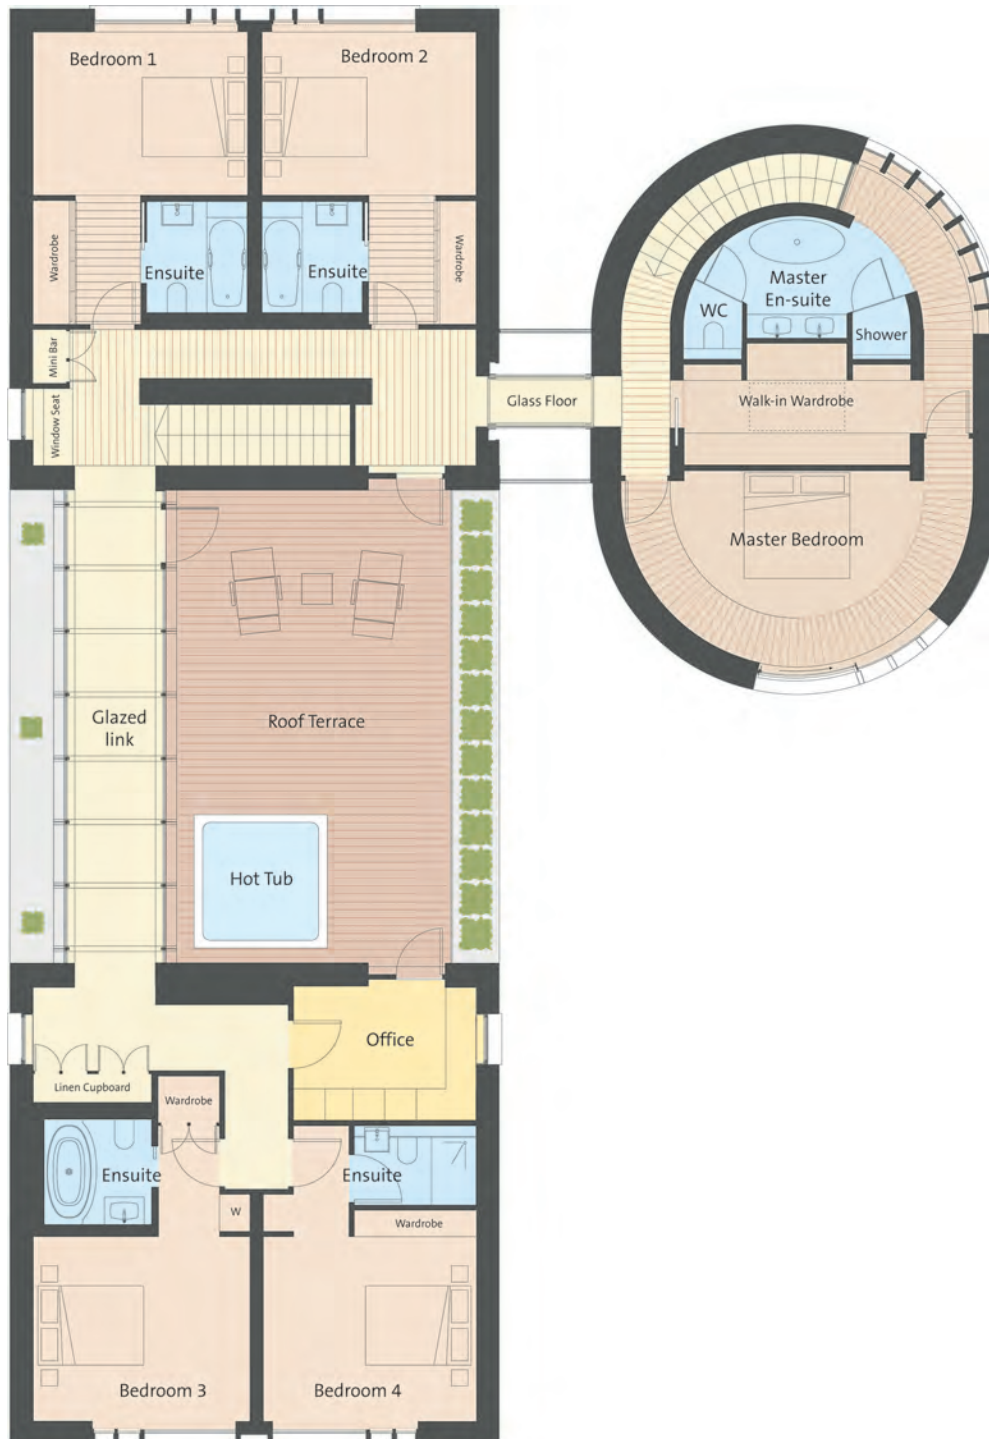 Bedroom 1
Bedroom 2
Wardrobe
Ensuite
Ensuite
Wardrobe
Master
En-suite
WC
Shower
Mini Bar
Window Seat
Glass Floor
Walk-in Wardrobe
Master Bedroom
Glazed
link
Roof Terrace
Hot Tub
Office
Linen Cupboard
Wardrobe
Ensuite
Ensuite
W
Wardrobe
Bedroom 3
Bedroom 4